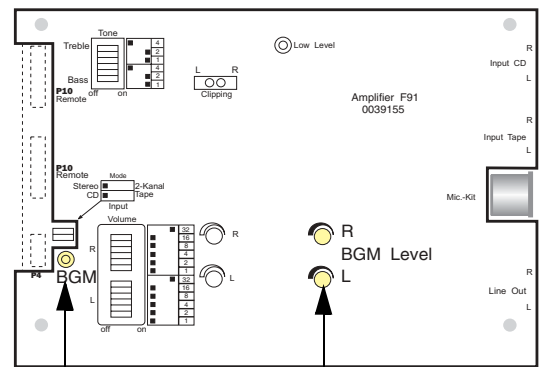 Tone
Treble
4
2
1
4
2
1
Bass
off on
P10
Remote
L R
Clipping
Low Level
Amplifier F91
0039155
R
Input CD
L
R
Input Tape
L
P10
Remote
Mode
Stereo 2-Kanal
CD Tape
Input
Mic.-Kit
Volume
R
L
32
16
8
4
2
1
32
16
8
4
2
1
off on
R
L
P4
BGM
R
BGM Level
L
R
Line Out
L